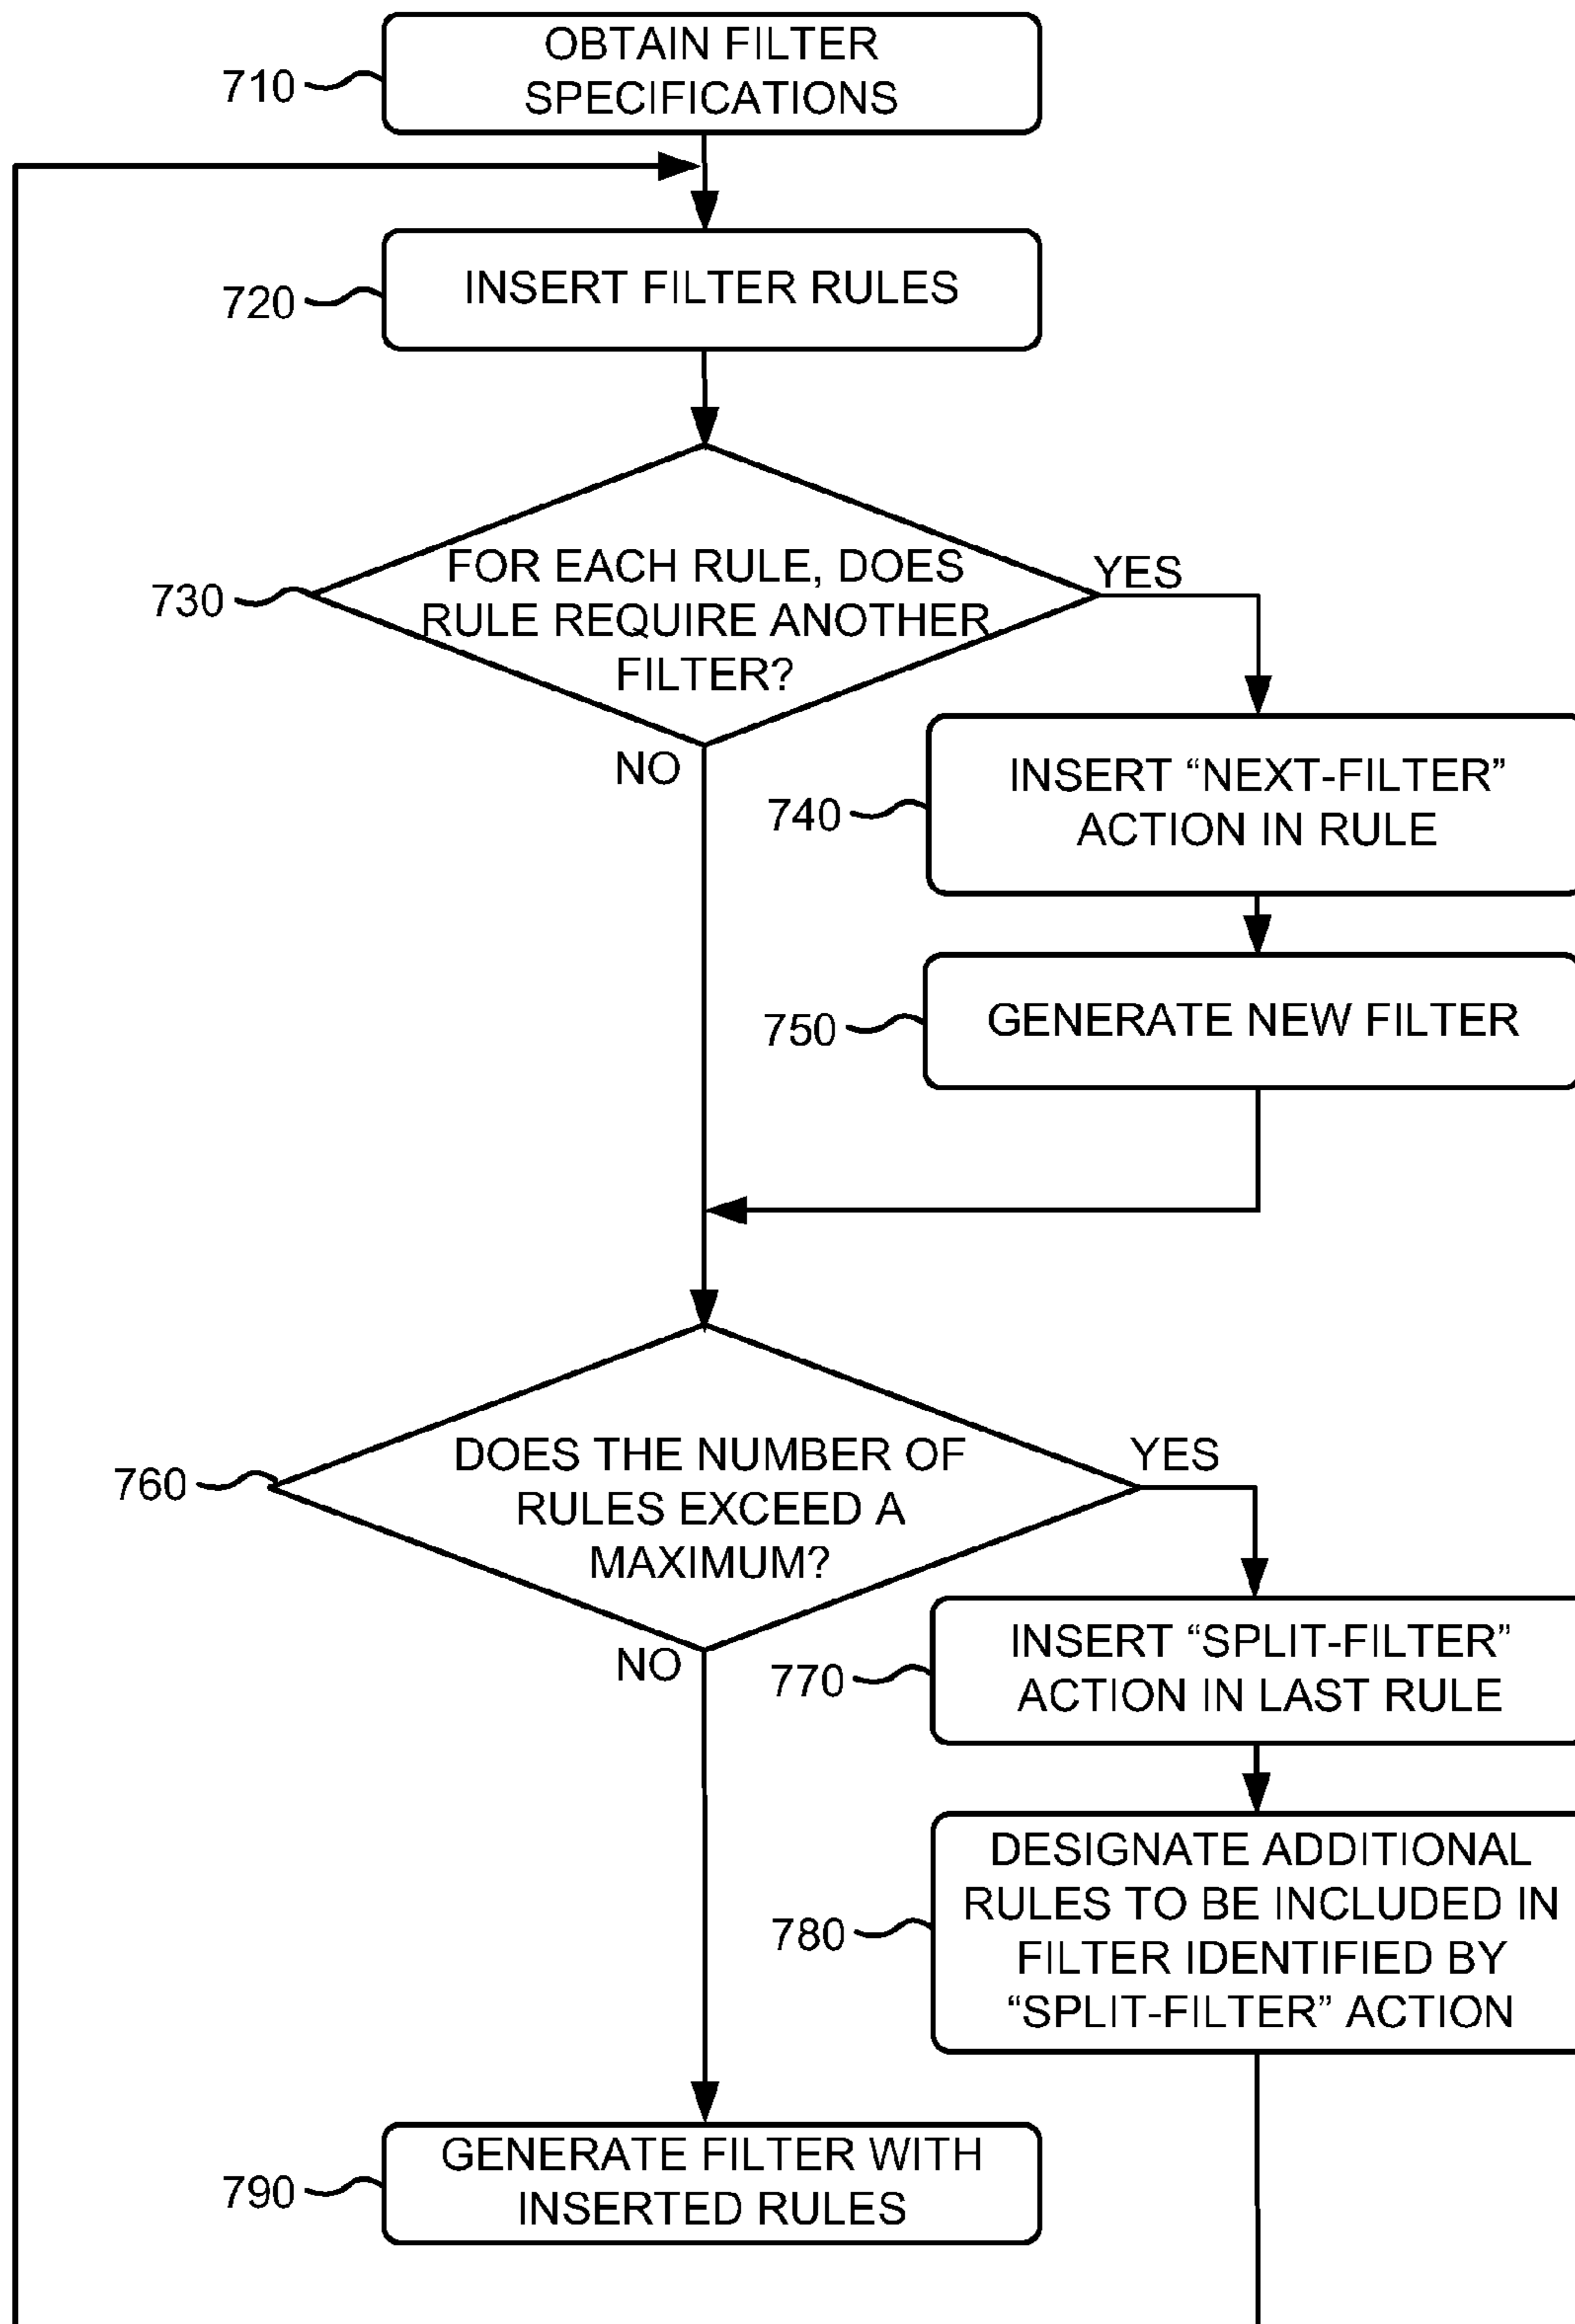 OBTAIN FILTER
SPECIFICATIONS
710
INSERT FILTER RULES
720
FOR EACH RULE, DOES
RULE REQUIRE ANOTHER
FILTER?
730
YES
NO
INSERT “NEXT-FILTER”
ACTION IN RULE
740
GENERATE NEW FILTER
750
DOES THE NUMBER OF
RULES EXCEED A
MAXIMUM?
760
YES
NO
INSERT “SPLIT-FILTER”
ACTION IN LAST RULE
770
DESIGNATE ADDITIONAL
RULES TO BE INCLUDED IN
FILTER IDENTIFIED BY
“SPLIT-FILTER” ACTION
780
GENERATE FILTER WITH
INSERTED RULES
790